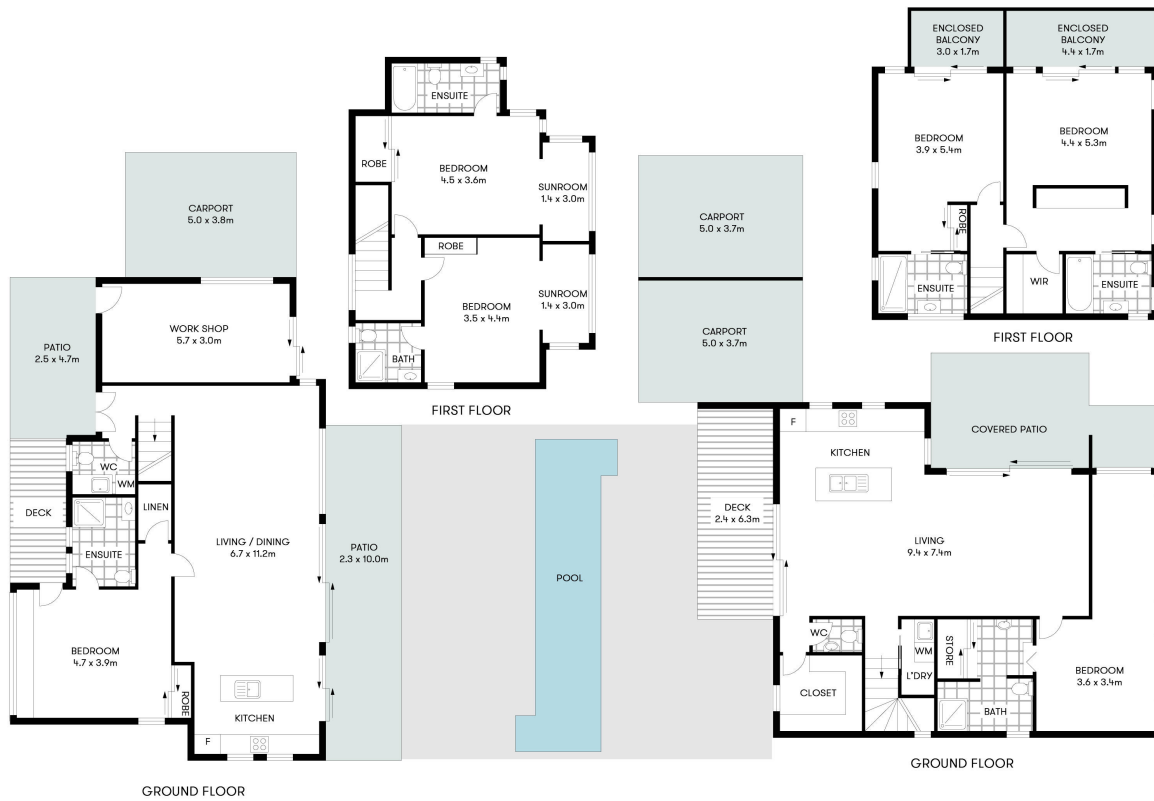 ENSUITE
ROBE
BEDROOM
4.5 x 3.6m
SUNROOM
1.4 x 3.0m
ROBE
BEDROOM
3.5 x 4.4m
SUNROOM
1.4 x 3.0m
BATH
FIRST FLOOR
ENCLOSED
BALCONY
3.0 x 1.7m
ENCLOSED
BALCONY
4.4 x 1.7m
BEDROOM
3.9 x 5.4m
BEDROOM
4.4 x 5.3m
ROBE
ENSUITE
WIR
ENSUITE
FIRST FLOOR
CARPORT
5.0 x 3.8m
WORK SHOP
5.7 x 3.0m
PATIO
2.5 x 4.7m
WC
WM
DECK
LINEN
ENSUITE
LIVING / DINING
6.7 x 11.2m
PATIO
2.3 x 10.0m
BEDROOM
4.7 x 3.9m
ROBE
KITCHEN
F
GROUND FLOOR
POOL
CARPORT
5.0 x 3.7m
CARPORT
5.0 x 3.7m
F
KITCHEN
COVERED PATIO
DECK
2.4 x 6.3m
LIVING
9.4 x 7.4m
WC
WM
STORE
CLOSET
L'DRY
BATH
BEDROOM
3.6 x 3.4m
GROUND FLOOR